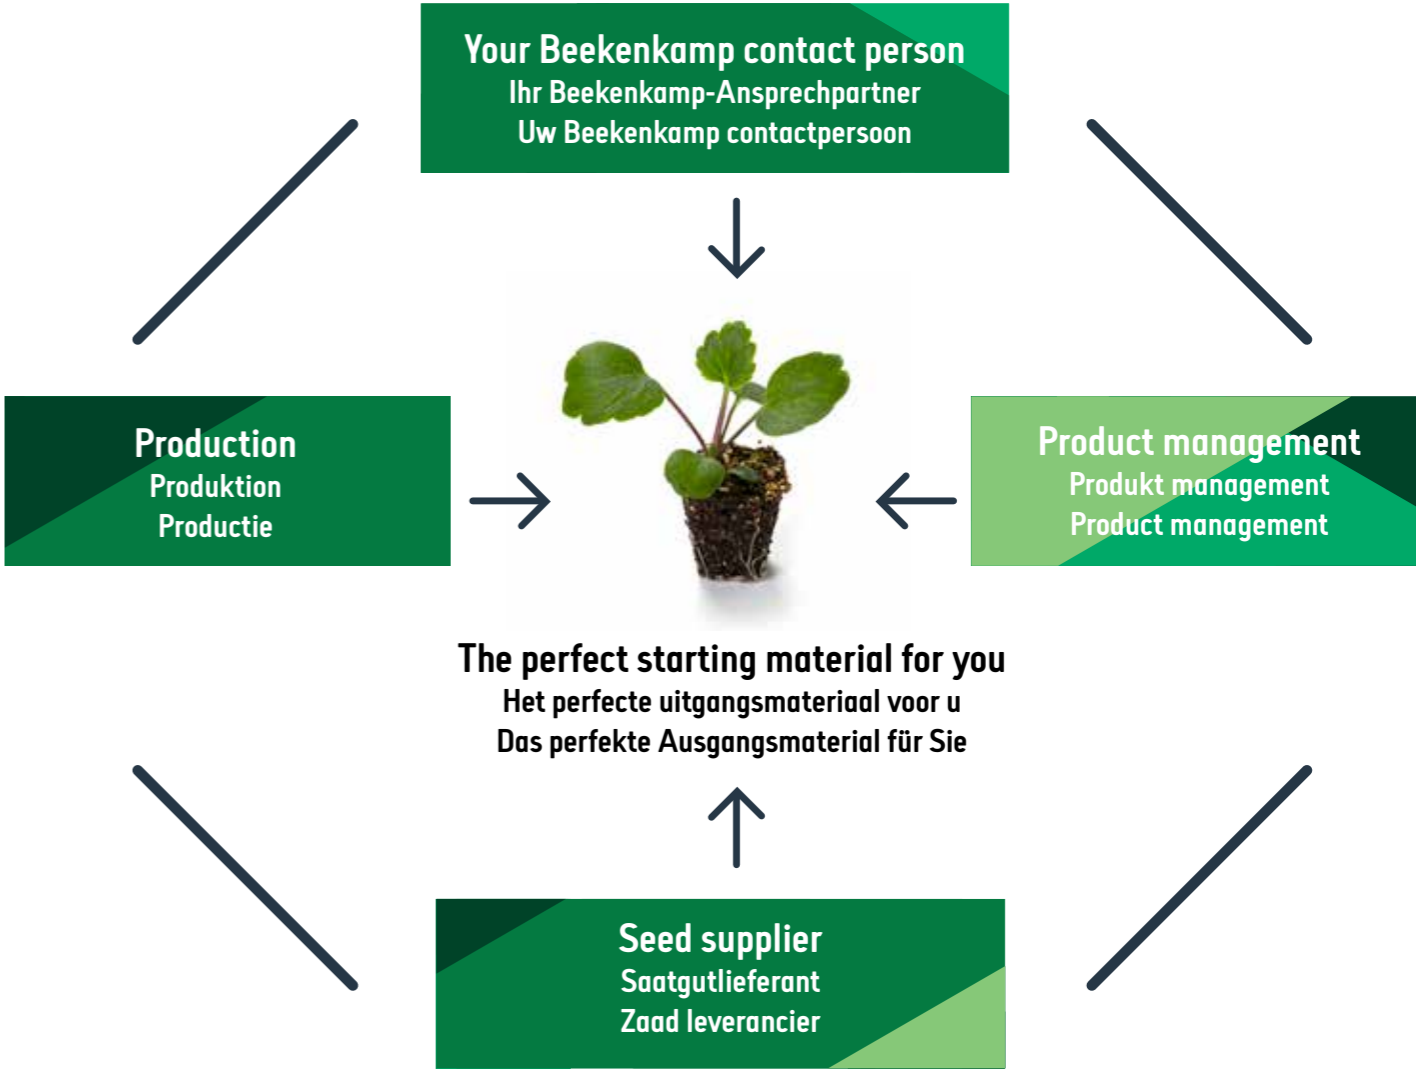 Your Beekenkamp contact person
Ihr Beekenkamp-Ansprechpartner
Uw Beekenkamp contactpersoon
Production
Produktion
Productie
Product management
Produkt management
Product management
The perfect starting material for you
Het perfecte uitgangsmateriaal voor u
Das perfekte Ausgangsmaterial für Sie
Seed supplier
Saatgutlieferant
Zaad leverancier